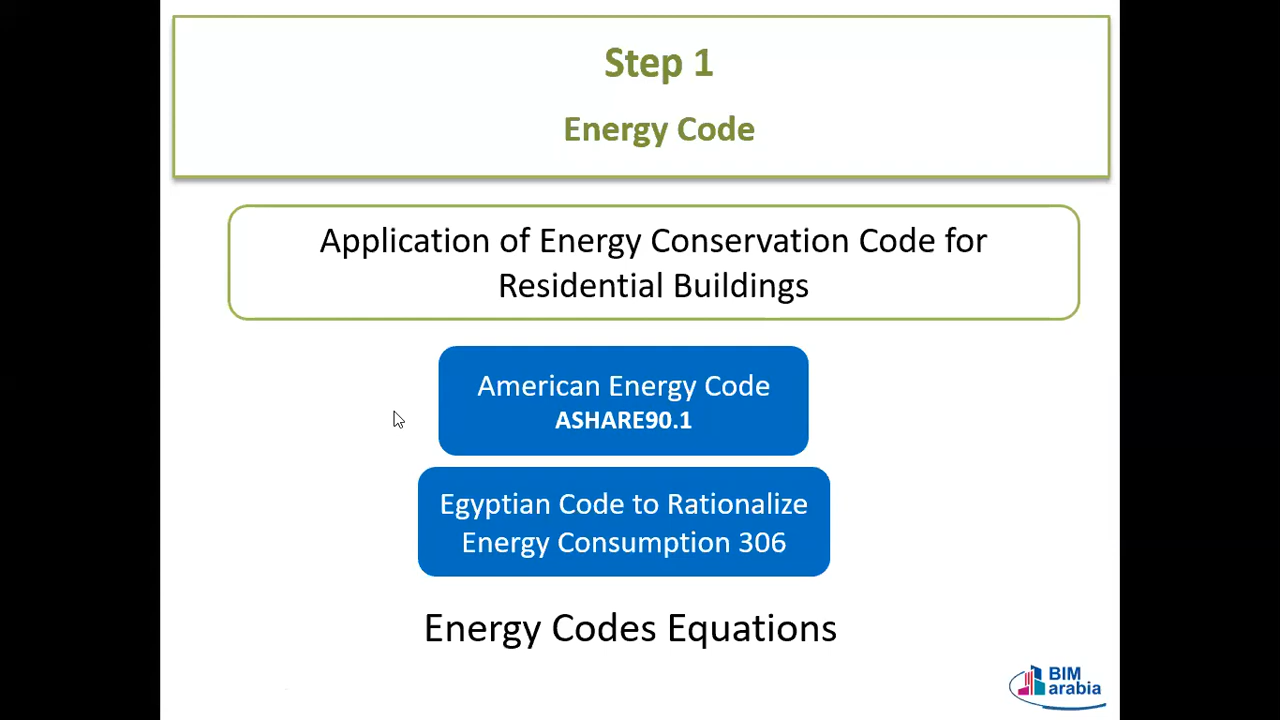 Step 1
Energy Code
Application of Energy Conservation Code for
Residential Buildings
American Energy Code
ASHARE90.1
Egyptian Code to Rationalize
Energy Consumption 306
Energy Codes Equations
BIM
arabia